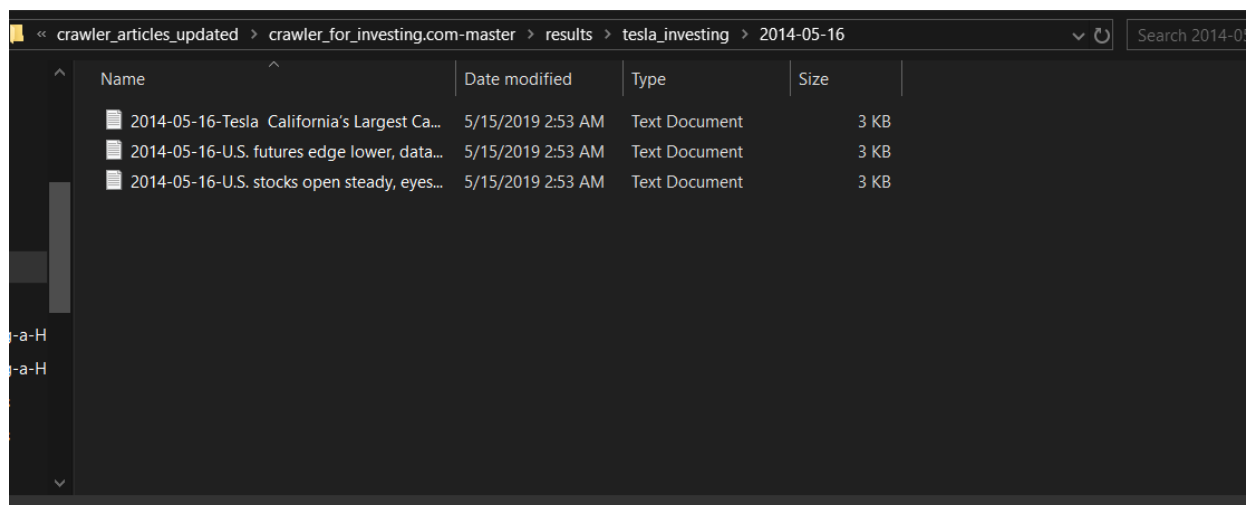 « crawler_articles_updated > crawler_for_investing.com-master > results > tesla_investing > 2014-05-16 Search 2014-05
Name Date modified Type Size
2014-05-16-Tesla  California's Largest Ca... 5/15/2019 2:53 AM Text Document 3 KB
2014-05-16-U.S. futures edge lower, data... 5/15/2019 2:53 AM Text Document 3 KB
2014-05-16-U.S. stocks open steady, eyes... 5/15/2019 2:53 AM Text Document 3 KB
-a-H
-a-H